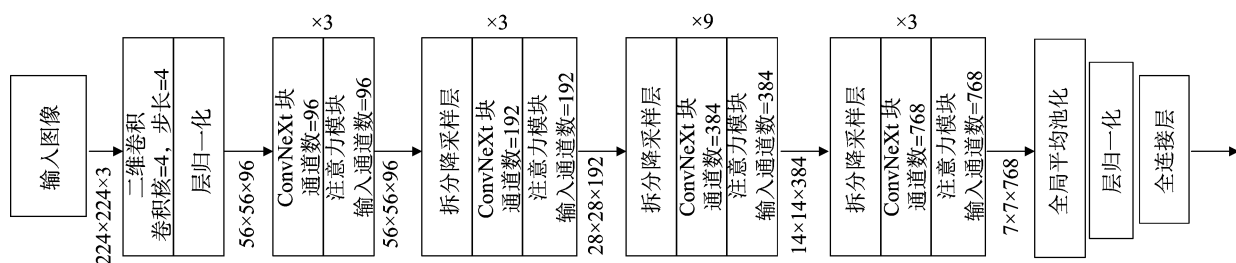 输入图像
224×224×3
二维卷积
卷积核=4，步长=4
层归一化
56×56×96
×3
ConvNeXt 块
通道数=96
注意力模块
输入通道数=96
56×56×96
×3
拆分降采样层
ConvNeXt 块
通道数=192
注意力模块
输入通道数=192
28×28×192
×9
拆分降采样层
ConvNeXt 块
通道数=384
注意力模块
输入通道数=384
14×14×384
×3
拆分降采样层
ConvNeXt 块
通道数=768
注意力模块
输入通道数=768
7×7×768
全局平均池化
层归一化
全连接层